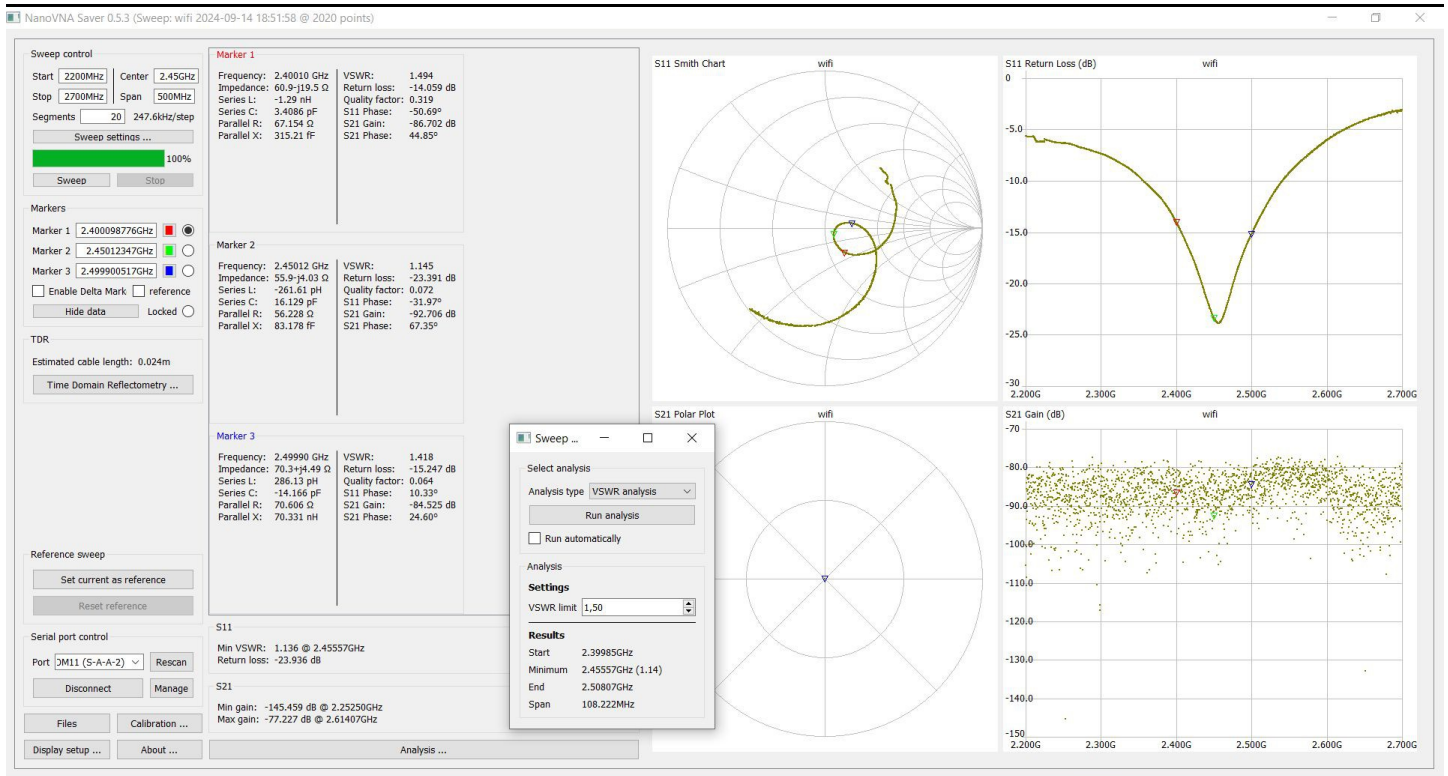 NanoVNA Saver 0.5.3 (Sweep: wifi 2024-09-14 18:51:58 @ 2020 points)
Sweep control
Start 2200MHz Center 2.45GHz
Stop 2700MHz Span 500MHz
Segments 20 247.6kHz/step
Sweep settings ...
100%
Sweep Stop
Markers
Marker 1 2.400098776GHz
Marker 2 2.45012347GHz
Marker 3 2.499900517GHz
Enable Delta Mark reference
Hide data Locked
TDR
Estimated cable length: 0.024m
Time Domain Reflectometry ...
Reference sweep
Set current as reference
Reset reference
Serial port control
Port OM11 (S-A-A-2) Rescan
Disconnect Manage
Files Calibration ...
Display setup ... About ...
Marker 1
Frequency: 2.40010 GHz VSWR: 1.494
Impedance: 60.9-j19.5 Ω Return loss: -14.059 dB
Series L: -1.29 nH Quality factor: 0.319
Series C: 3.4086 pF S11 Phase: -50.69°
Parallel R: 67.154 Ω S21 Gain: -86.702 dB
Parallel X: 315.21 fF S21 Phase: 44.85°
Marker 2
Frequency: 2.45012 GHz VSWR: 1.145
Impedance: 55.9-j4.03 Ω Return loss: -23.391 dB
Series L: -261.61 pH Quality factor: 0.072
Series C: 16.129 pF S11 Phase: -31.97°
Parallel R: 56.228 Ω S21 Gain: -92.706 dB
Parallel X: 83.178 fF S21 Phase: 67.35°
Marker 3
Frequency: 2.49990 GHz VSWR: 1.418
Impedance: 70.3+j4.49 Ω Return loss: -15.247 dB
Series L: 286.13 pH Quality factor: 0.064
Series C: -14.166 pF S11 Phase: 10.33°
Parallel R: 70.606 Ω S21 Gain: -84.525 dB
Parallel X: 70.331 nH S21 Phase: 24.60°
S11
Min VSWR: 1.136 @ 2.45557GHz
Return loss: -23.936 dB
S21
Min gain: -145.459 dB @ 2.25250GHz
Max gain: -77.227 dB @ 2.61407GHz
Analysis ...
Sweep ...
Select analysis
Analysis type VSWR analysis
Run analysis
Run automatically
Analysis
Settings
VSWR limit 1,50
Results
Start 2.39985GHz
Minimum 2.45557GHz (1.14)
End 2.50807GHz
Span 108.222MHz
S11 Smith Chart wifi
S11 Return Loss (dB) wifi
0
-5.0
-10.0
-15.0
-20.0
-25.0
-30
2.200G 2.300G 2.400G 2.500G 2.600G 2.700G
S21 Polar Plot wifi
S21 Gain (dB) wifi
-70
-80.0
-90.0
-100.0
-110.0
-120.0
-130.0
-140.0
-150
2.200G 2.300G 2.400G 2.500G 2.600G 2.700G